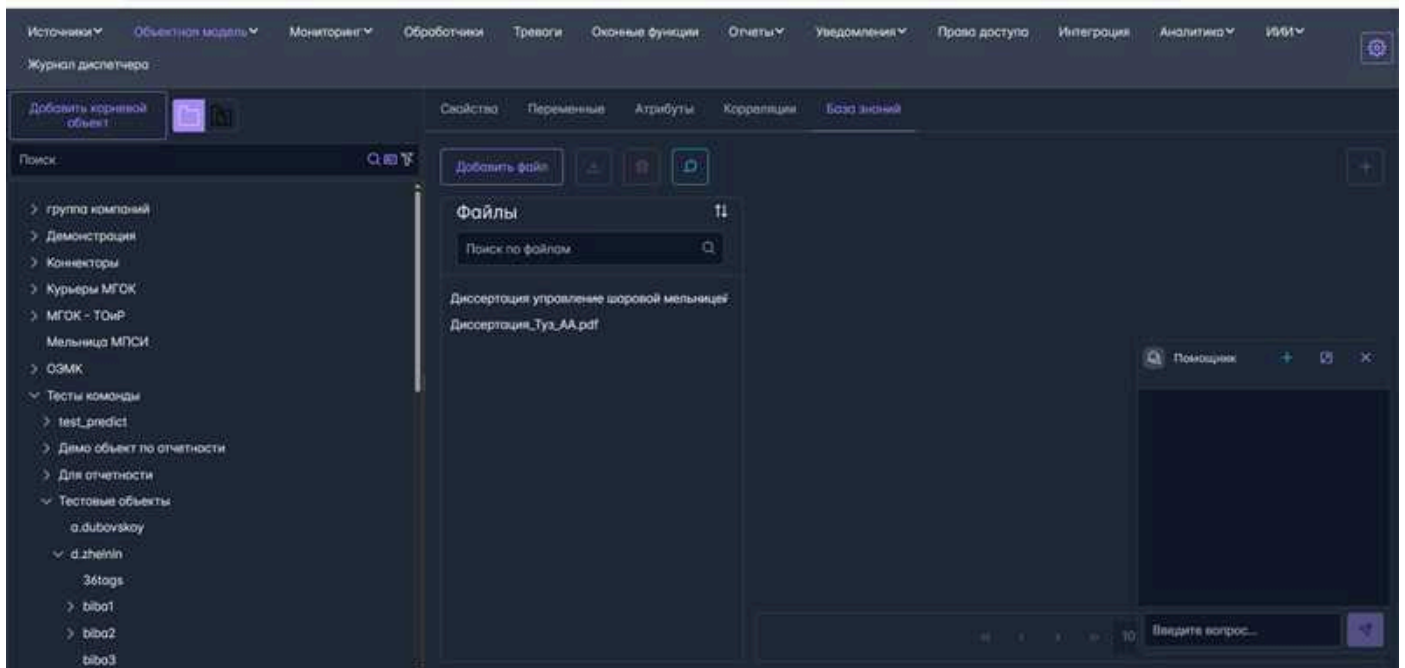 Источники Объектная модель Мониторинг Обработчики Тревоги Оконные функции Отчеты Уведомления Права доступа Интеграция Аналитика ИИИ
Журнал диспетчера
Добавить корневой
объект
Поиск
группа компаний
Демонстрация
Коннекторы
Курьеры МГОК
МГОК - ТОиР
Мельница МПСИ
ОЭМК
Тесты команды
test_predict
Демо объект по отчетности
Для отчетности
Тестовые объекты
a.dubovskoy
d.zheinin
36tags
biba1
biba2
biba3
Свойства Переменные Атрибуты Корреляции База знаний
Добавить файл
Файлы
Поиск по файлам
Диссертация управление шаровой мельницей
Диссертация_Туз_АА.pdf
Помощник
10
Введите вопрос...